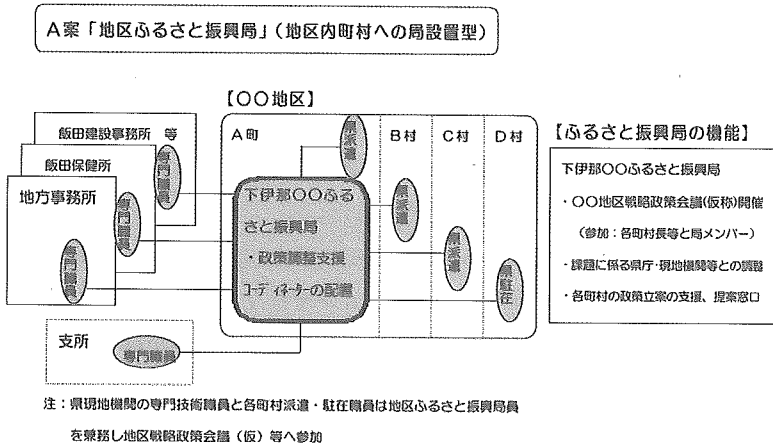 A案「地区ふるさと振興局」（地区内町村への局設置型）
【〇〇地区】
飯田建設事務所　等
飯田保健所
地方事務所
専門職員
専門職員
専門職員
支所
専門職員
A町
B村
C村
D村
県派遣
県派遣
県派遣
県駐在
下伊那〇〇ふる
さと振興局
・政策調整支援
コーディネーターの配置
【ふるさと振興局の機能】
下伊那〇〇ふるさと振興局
・〇〇地区戦略政策会議(仮称)開催
（参加：各町村長等と局メンバー）
・課題に係る県庁・現地機関等との調整
・各町村の政策立案の支援、提案窓口
注：県現地機関の専門技術職員と各町村派遣・駐在職員は地区ふるさと振興局員
を兼務し地区戦略政策会議（仮）等へ参加